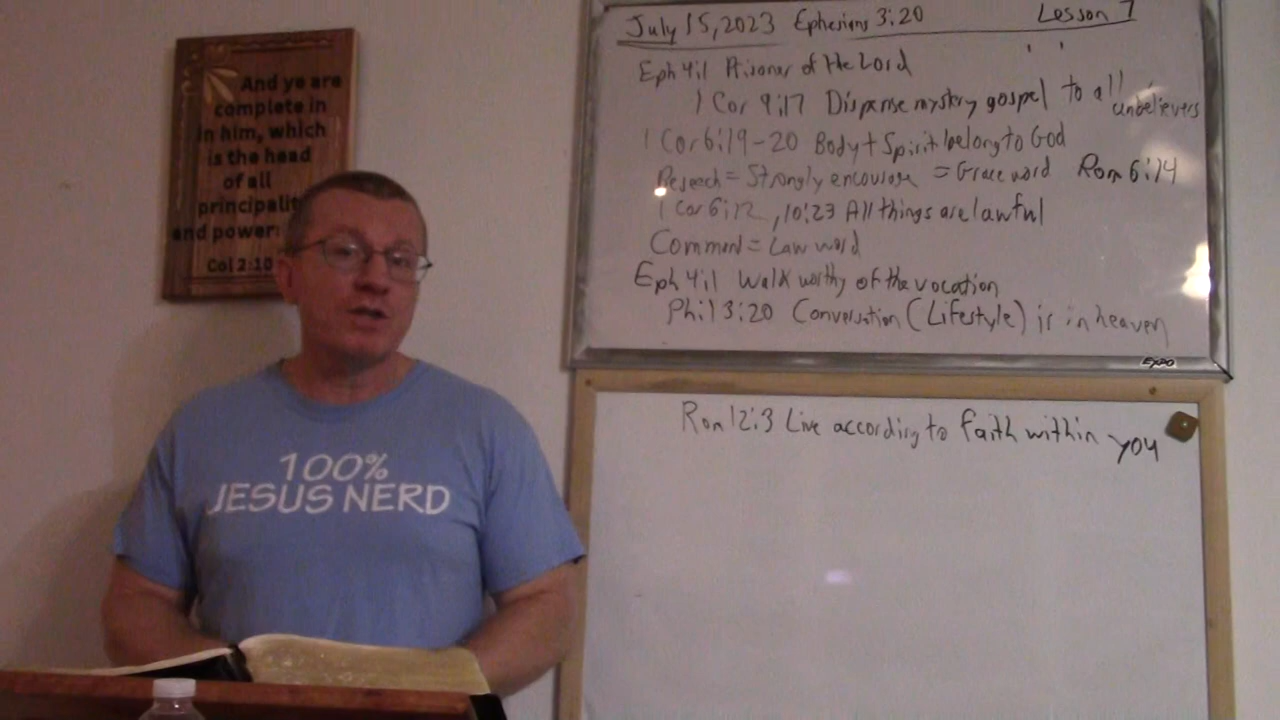 And ye are
complete in
in him, which
is the head
of all
principalit
and power:
Col 2:10
100%
JESUS NERD
July 15, 2023 Ephesians 3:20 Lesson 7
Eph 4:1 Prisoner of the Lord
1 Cor 9:17 Dispense mystery gospel to all unbelievers
1 Cor 6:19-20 Body + Spirit belong to God
Beseech = Strongly encourage = Grace word Rom 6:14
1 Cor 6:12, 10:23 All things are lawful
Command = Law word
Eph 4:1 Walk worthy of the vocation
Phil 3:20 Conversation (Lifestyle) is in heaven
EXPO
Rom 12:3 Live according to faith within you